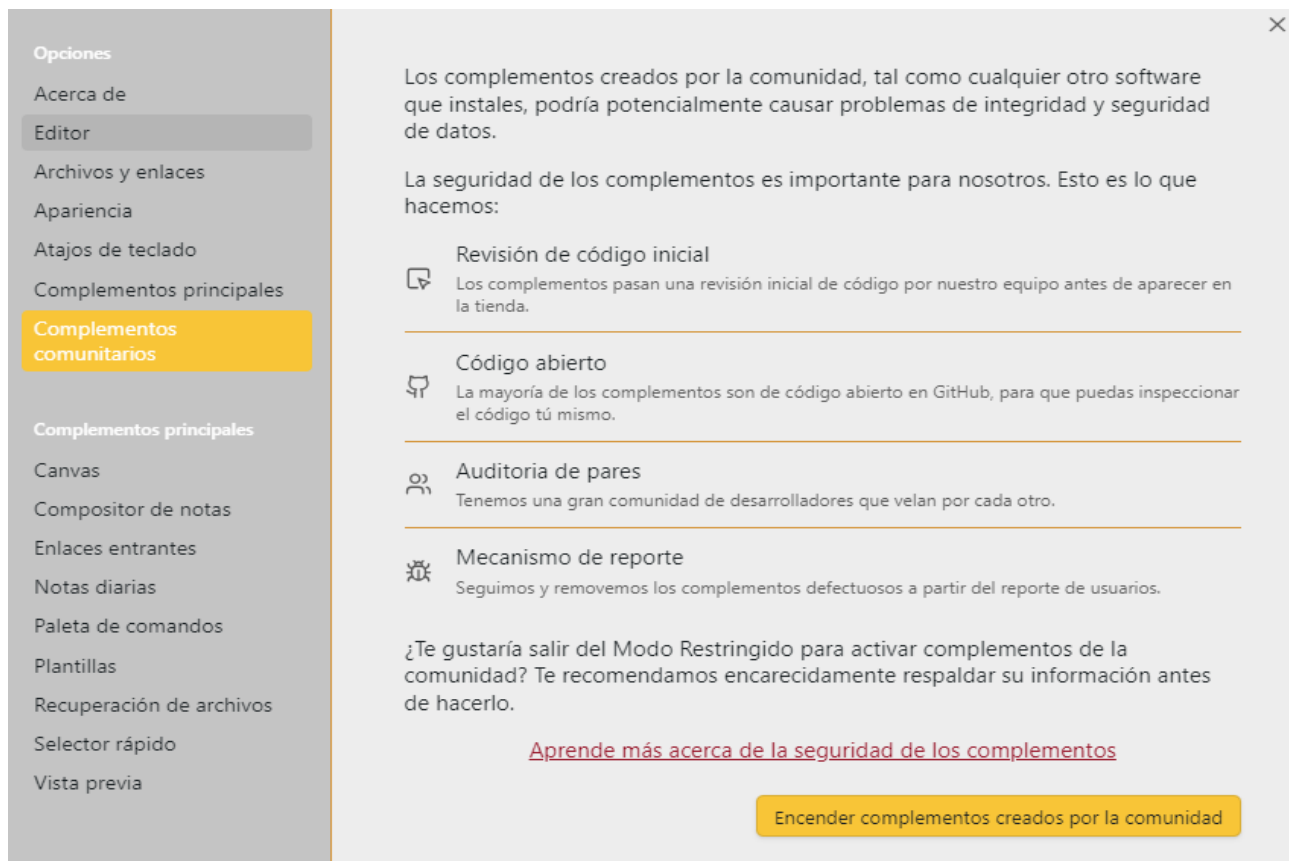 Opciones
Acerca de
Editor
Archivos y enlaces
Apariencia
Atajos de teclado
Complementos principales
Complementos
comunitarios
Complementos principales
Canvas
Compositor de notas
Enlaces entrantes
Notas diarias
Paleta de comandos
Plantillas
Recuperación de archivos
Selector rápido
Vista previa
Los complementos creados por la comunidad, tal como cualquier otro software
que instales, podría potencialmente causar problemas de integridad y seguridad
de datos.
La seguridad de los complementos es importante para nosotros. Esto es lo que
hacemos:
Revisión de código inicial
Los complementos pasan una revisión inicial de código por nuestro equipo antes de aparecer en
la tienda.
Código abierto
La mayoría de los complementos son de código abierto en GitHub, para que puedas inspeccionar
el código tú mismo.
Auditoria de pares
Tenemos una gran comunidad de desarrolladores que velan por cada otro.
Mecanismo de reporte
Seguimos y removemos los complementos defectuosos a partir del reporte de usuarios.
¿Te gustaría salir del Modo Restringido para activar complementos de la
comunidad? Te recomendamos encarecidamente respaldar su información antes
de hacerlo.
Aprende más acerca de la seguridad de los complementos
Encender complementos creados por la comunidad